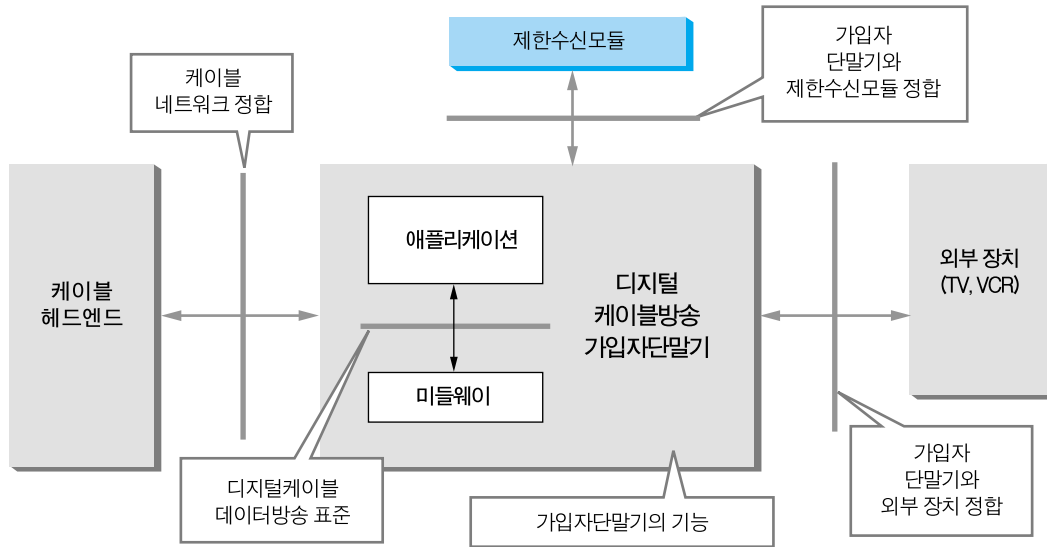 제한수신모듈
가입자
단말기와
제한수신모듈 정합
케이블
네트워크 정합
케이블
헤드엔드
애플리케이션
미들웨이
디지털
케이블방송
가입자단말기
외부 장치
(TV, VCR)
디지털케이블
데이터방송 표준
가입자단말기의 기능
가입자
단말기와
외부 장치 정합